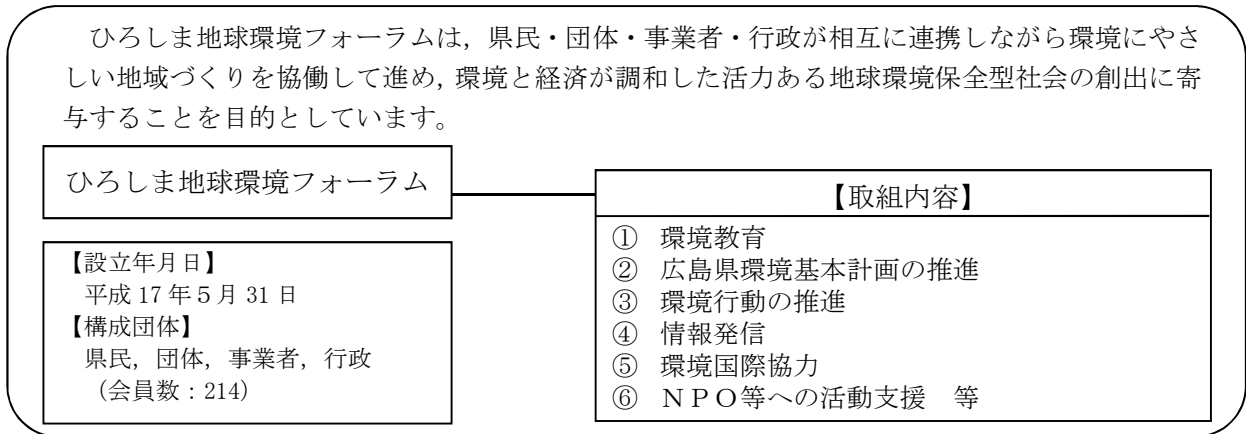 ひろしま地球環境フォーラムは，県民・団体・事業者・行政が相互に連携しながら環境にやさ
しい地域づくりを協働して進め，環境と経済が調和した活力ある地球環境保全型社会の創出に寄
与することを目的としています。
ひろしま地球環境フォーラム
【設立年月日】
平成 17 年５月 31 日
【構成団体】
県民，団体，事業者，行政
（会員数：214）
【取組内容】
① 環境教育
② 広島県環境基本計画の推進
③ 環境行動の推進
④ 情報発信
⑤ 環境国際協力
⑥ ＮＰＯ等への活動支援　等